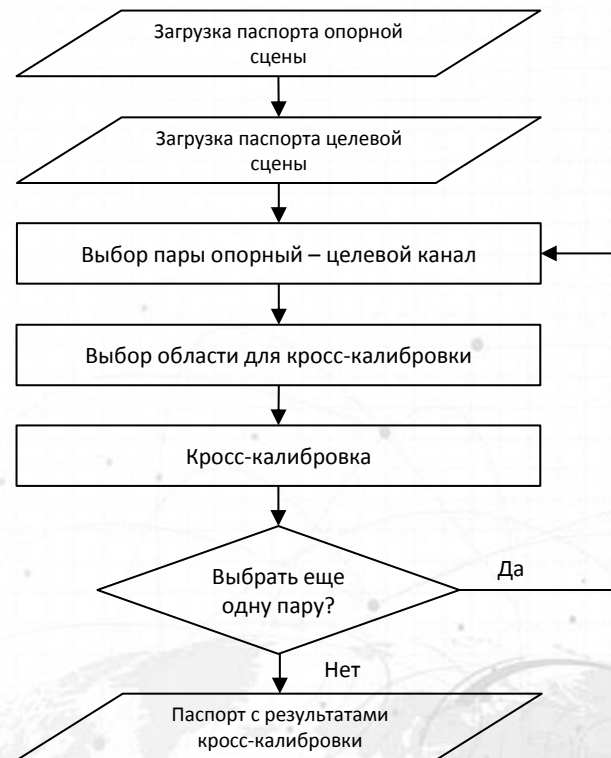 Загрузка паспорта опорной
сцены
Загрузка паспорта целевой
сцены
Выбор пары опорный – целевой канал
Выбор области для кросс-калибровки
Кросс-калибровка
Выбрать еще
одну пару?
Да
Нет
Паспорт с результатами
кросс-калибровки